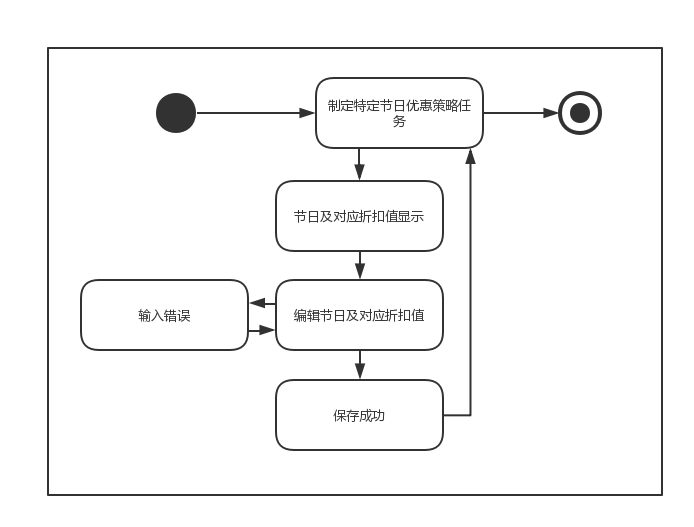 制定特定节日优惠策略任
务
节日及对应折扣值显示
输入错误
编辑节日及对应折扣值
保存成功